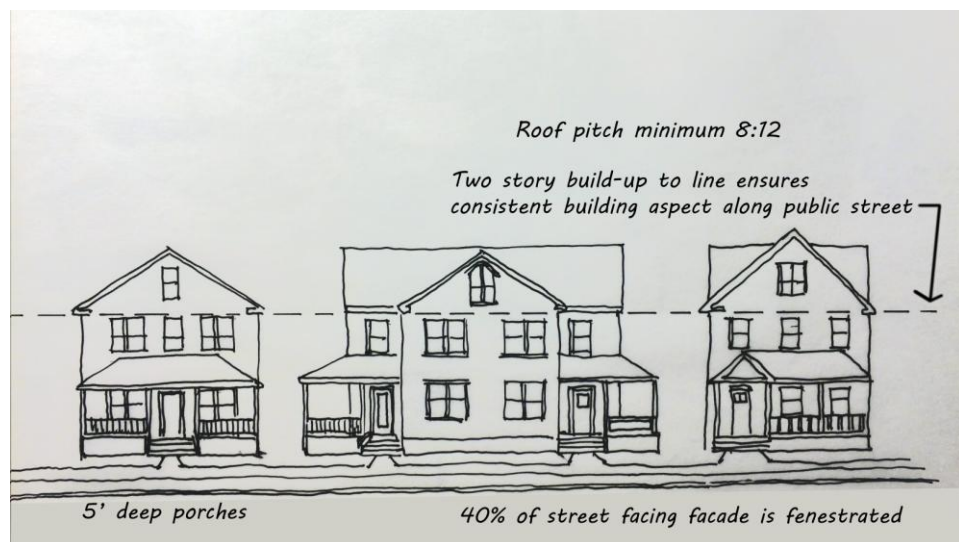 Roof pitch minimum 8:12
Two story build-up to line ensures
consistent building aspect along public street
5' deep porches
40% of street facing facade is fenestrated